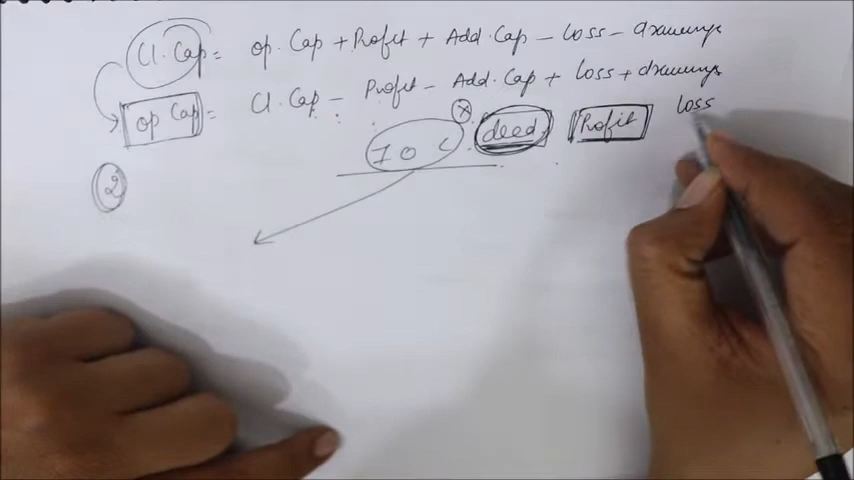 Cl. Cap = op. Cap + Profit + Add. Cap - loss - drawings
op Cap = Cl. Cap - Profit - Add. Cap + loss + drawings
I O C deed Profit loss
2